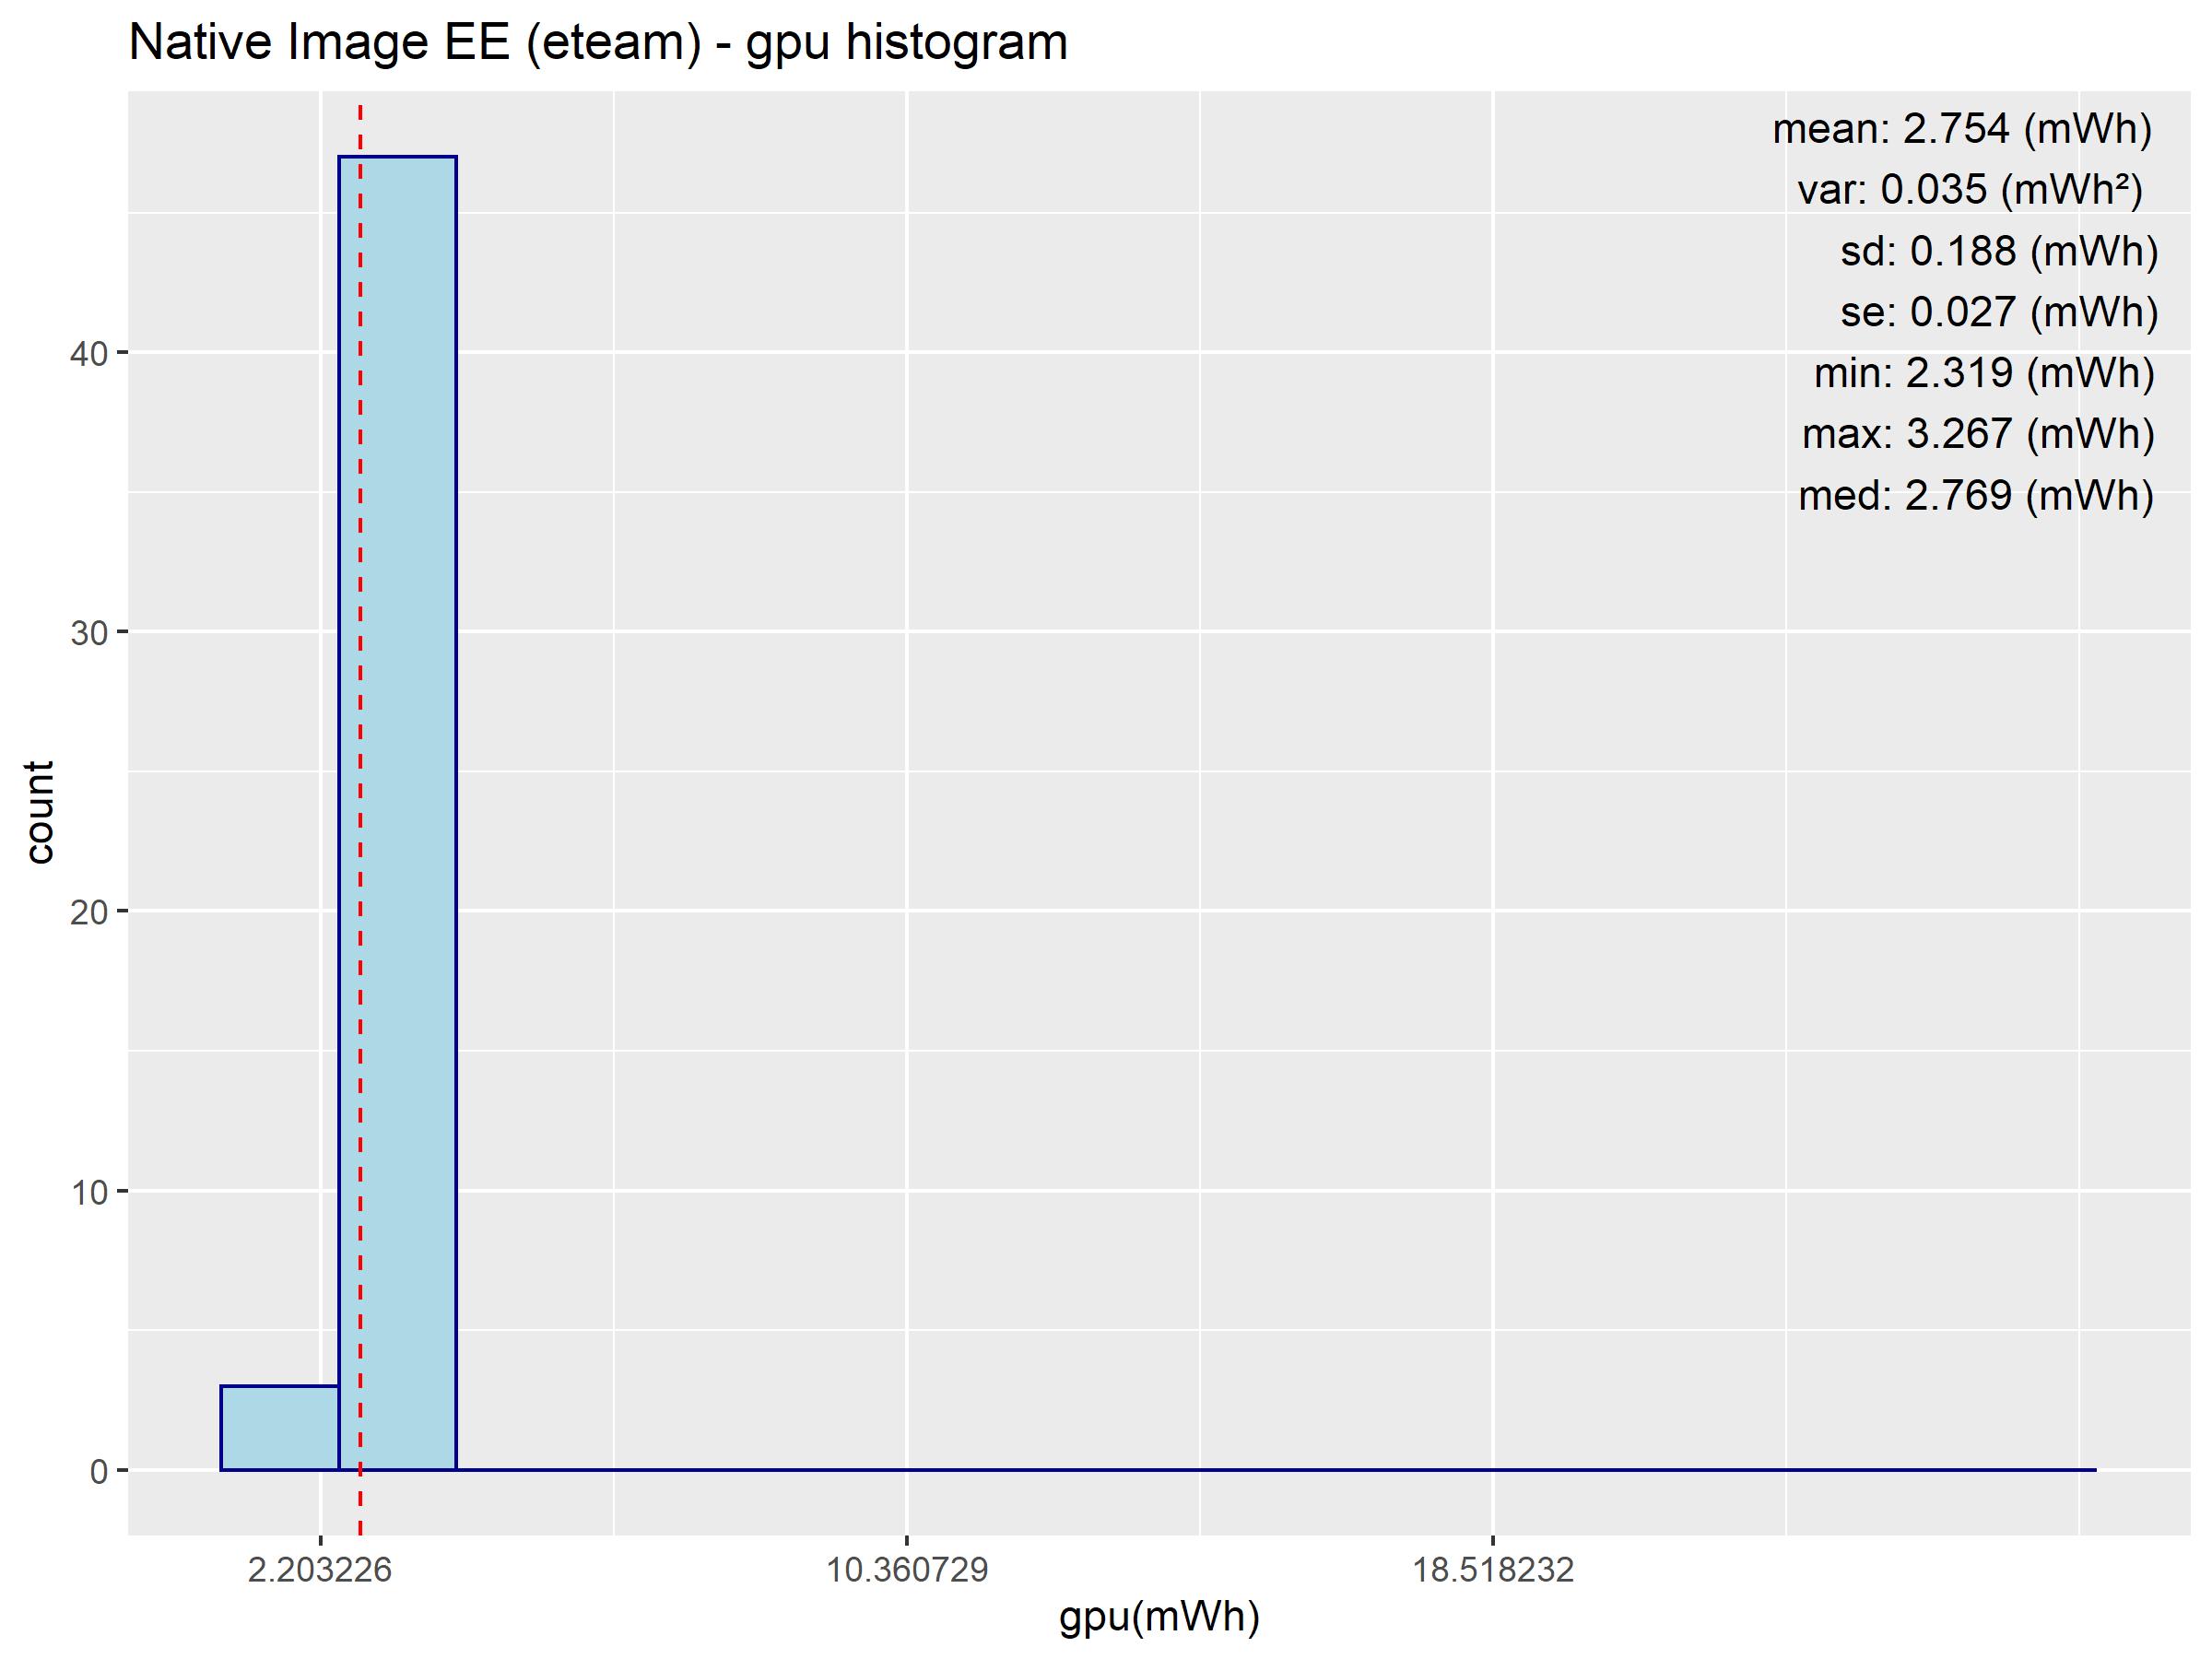 Native Image EE (eteam) - gpu histogram
mean: 2.754 (mWh)
var: 0.035 (mWh²)
sd: 0.188 (mWh)
se: 0.027 (mWh)
min: 2.319 (mWh)
max: 3.267 (mWh)
med: 2.769 (mWh)
count
40
30
20
10
0
2.203226 10.360729 18.518232
gpu(mWh)